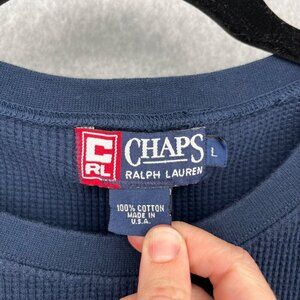 C
RL
CHAPS
RALPH LAUREN
L
100% COTTON
MADE IN
U.S.A.